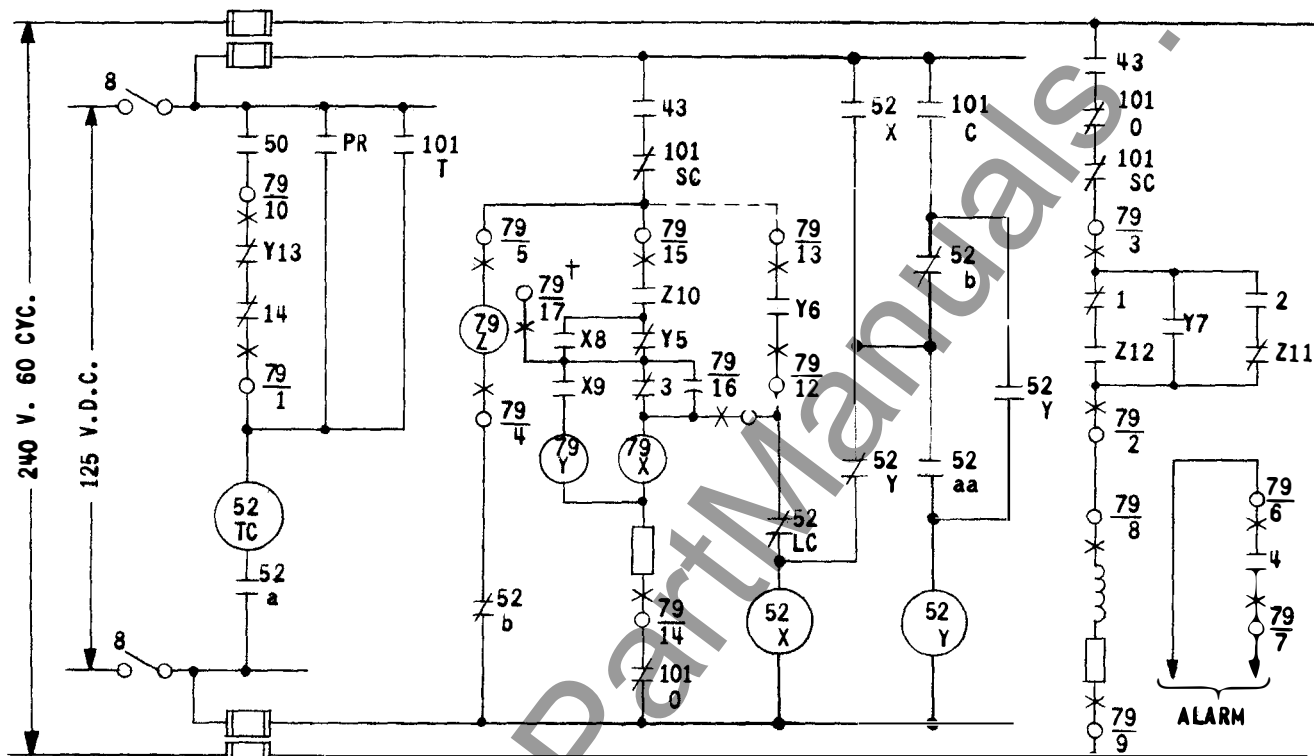 240 V. 60 CYC.
125 V.D.C.
8
50
79
10
Y13
14
79
1
52
TC
52
a
8
PR
101
T
43
101
SC
79
5
79
Z
79
4
52
b
79
17 †
79
15
Z10
X8
Y5
X9
3
79
16
79
Y
79
X
79
14
101
O
79
13
Y6
79
12
52
LC
52
X
52
X
52
Y
101
C
52
b
52
aa
52
Y
52
Y
43
101
O
101
SC
79
3
1
Z12
Y7
2
Z11
79
2
79
8
79
9
79
6
4
79
7
ALARM
PartManuals.